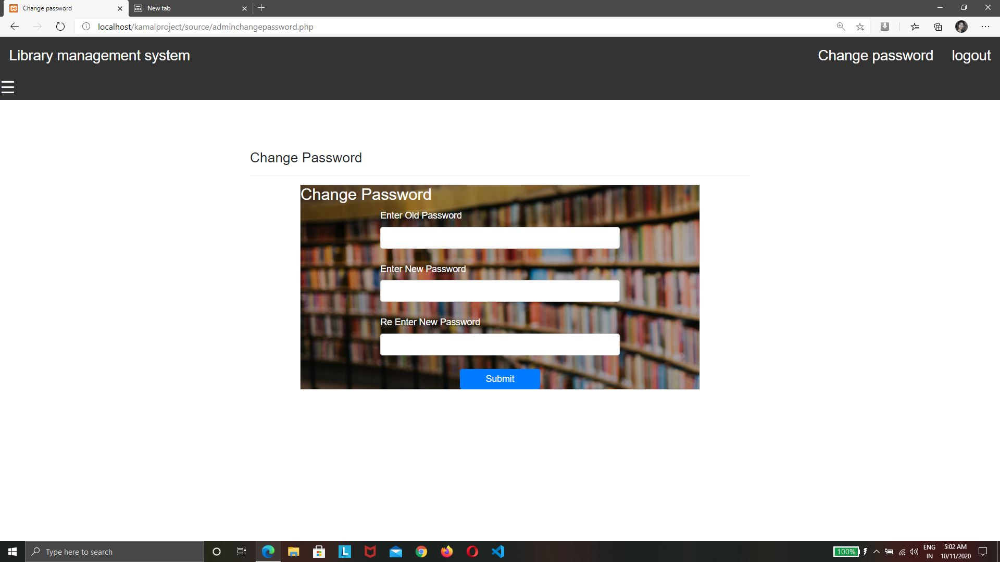 Change password
New tab
localhost/kamalproject/source/adminchangepassword.php
Library management system
Change password
logout
Change Password
Change Password
Enter Old Password
Enter New Password
Re Enter New Password
Submit
Type here to search
L
100%
ENG
IN
5:02 AM
10/11/2020